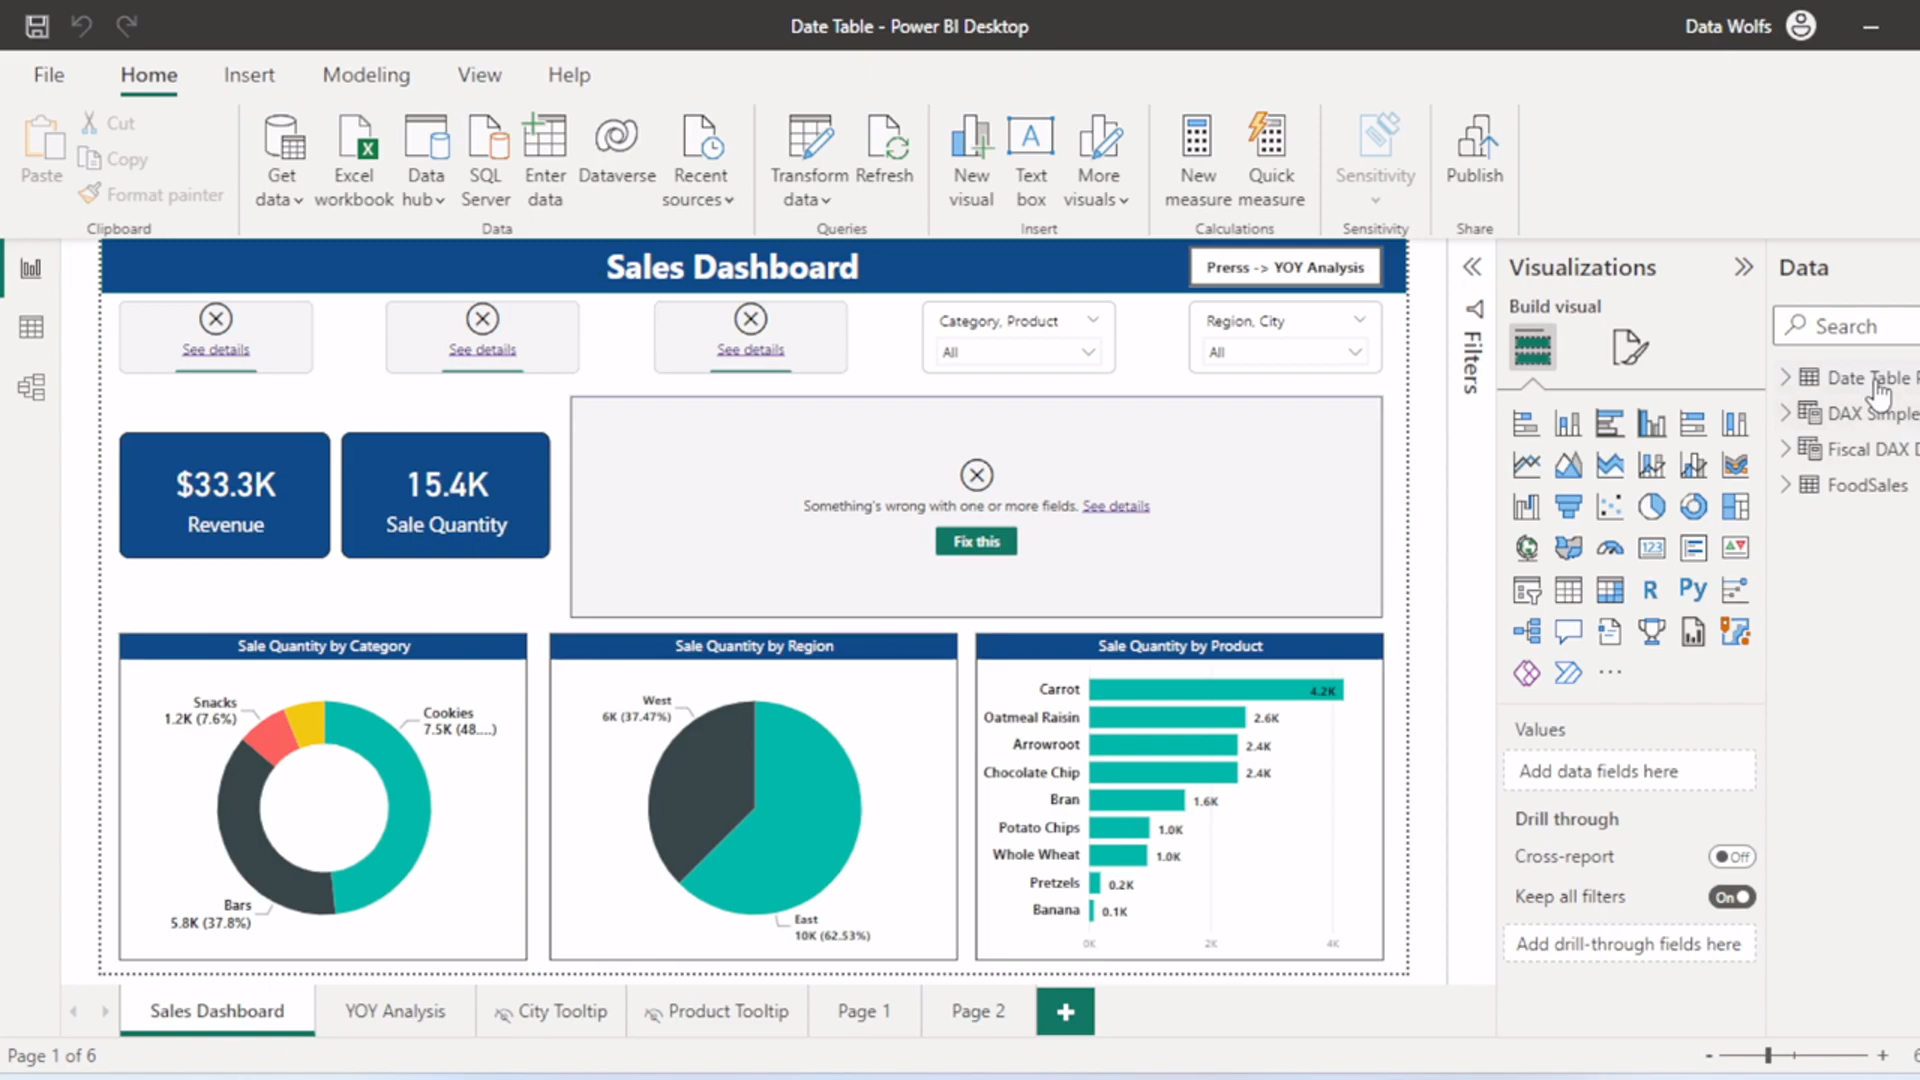 Date Table - Power BI Desktop
Data Wolfs
File Home Insert Modeling View Help
Paste
Cut
Copy
Format painter
Clipboard
Get data
Excel workbook
Data hub
SQL Server
Enter data
Dataverse
Recent sources
Data
Transform data
Refresh
Queries
New visual
Text box
More visuals
Insert
New measure
Quick measure
Calculations
Sensitivity
Sensitivity
Publish
Share
Sales Dashboard
Prerss -> YOY Analysis
See details
See details
See details
Category, Product
All
Region, City
All
$33.3K
Revenue
15.4K
Sale Quantity
Something's wrong with one or more fields. See details
Fix this
Sale Quantity by Category
Snacks
1.2K (7.6%)
Cookies
7.5K (48....)
Bars
5.8K (37.8%)
Sale Quantity by Region
West
6K (37.47%)
East
10K (62.53%)
Sale Quantity by Product
Carrot 4.2K
Oatmeal Raisin 2.6K
Arrowroot 2.4K
Chocolate Chip 2.4K
Bran 1.6K
Potato Chips 1.0K
Whole Wheat 1.0K
Pretzels 0.2K
Banana 0.1K
0K 2K 4K
Filters
Visualizations
Build visual
123
R
Py
Values
Add data fields here
Drill through
Cross-report Off
Keep all filters On
Add drill-through fields here
Data
Search
Date Table
DAX Simple
Fiscal DAX
FoodSales
Sales Dashboard YOY Analysis City Tooltip Product Tooltip Page 1 Page 2
Page 1 of 6
- +